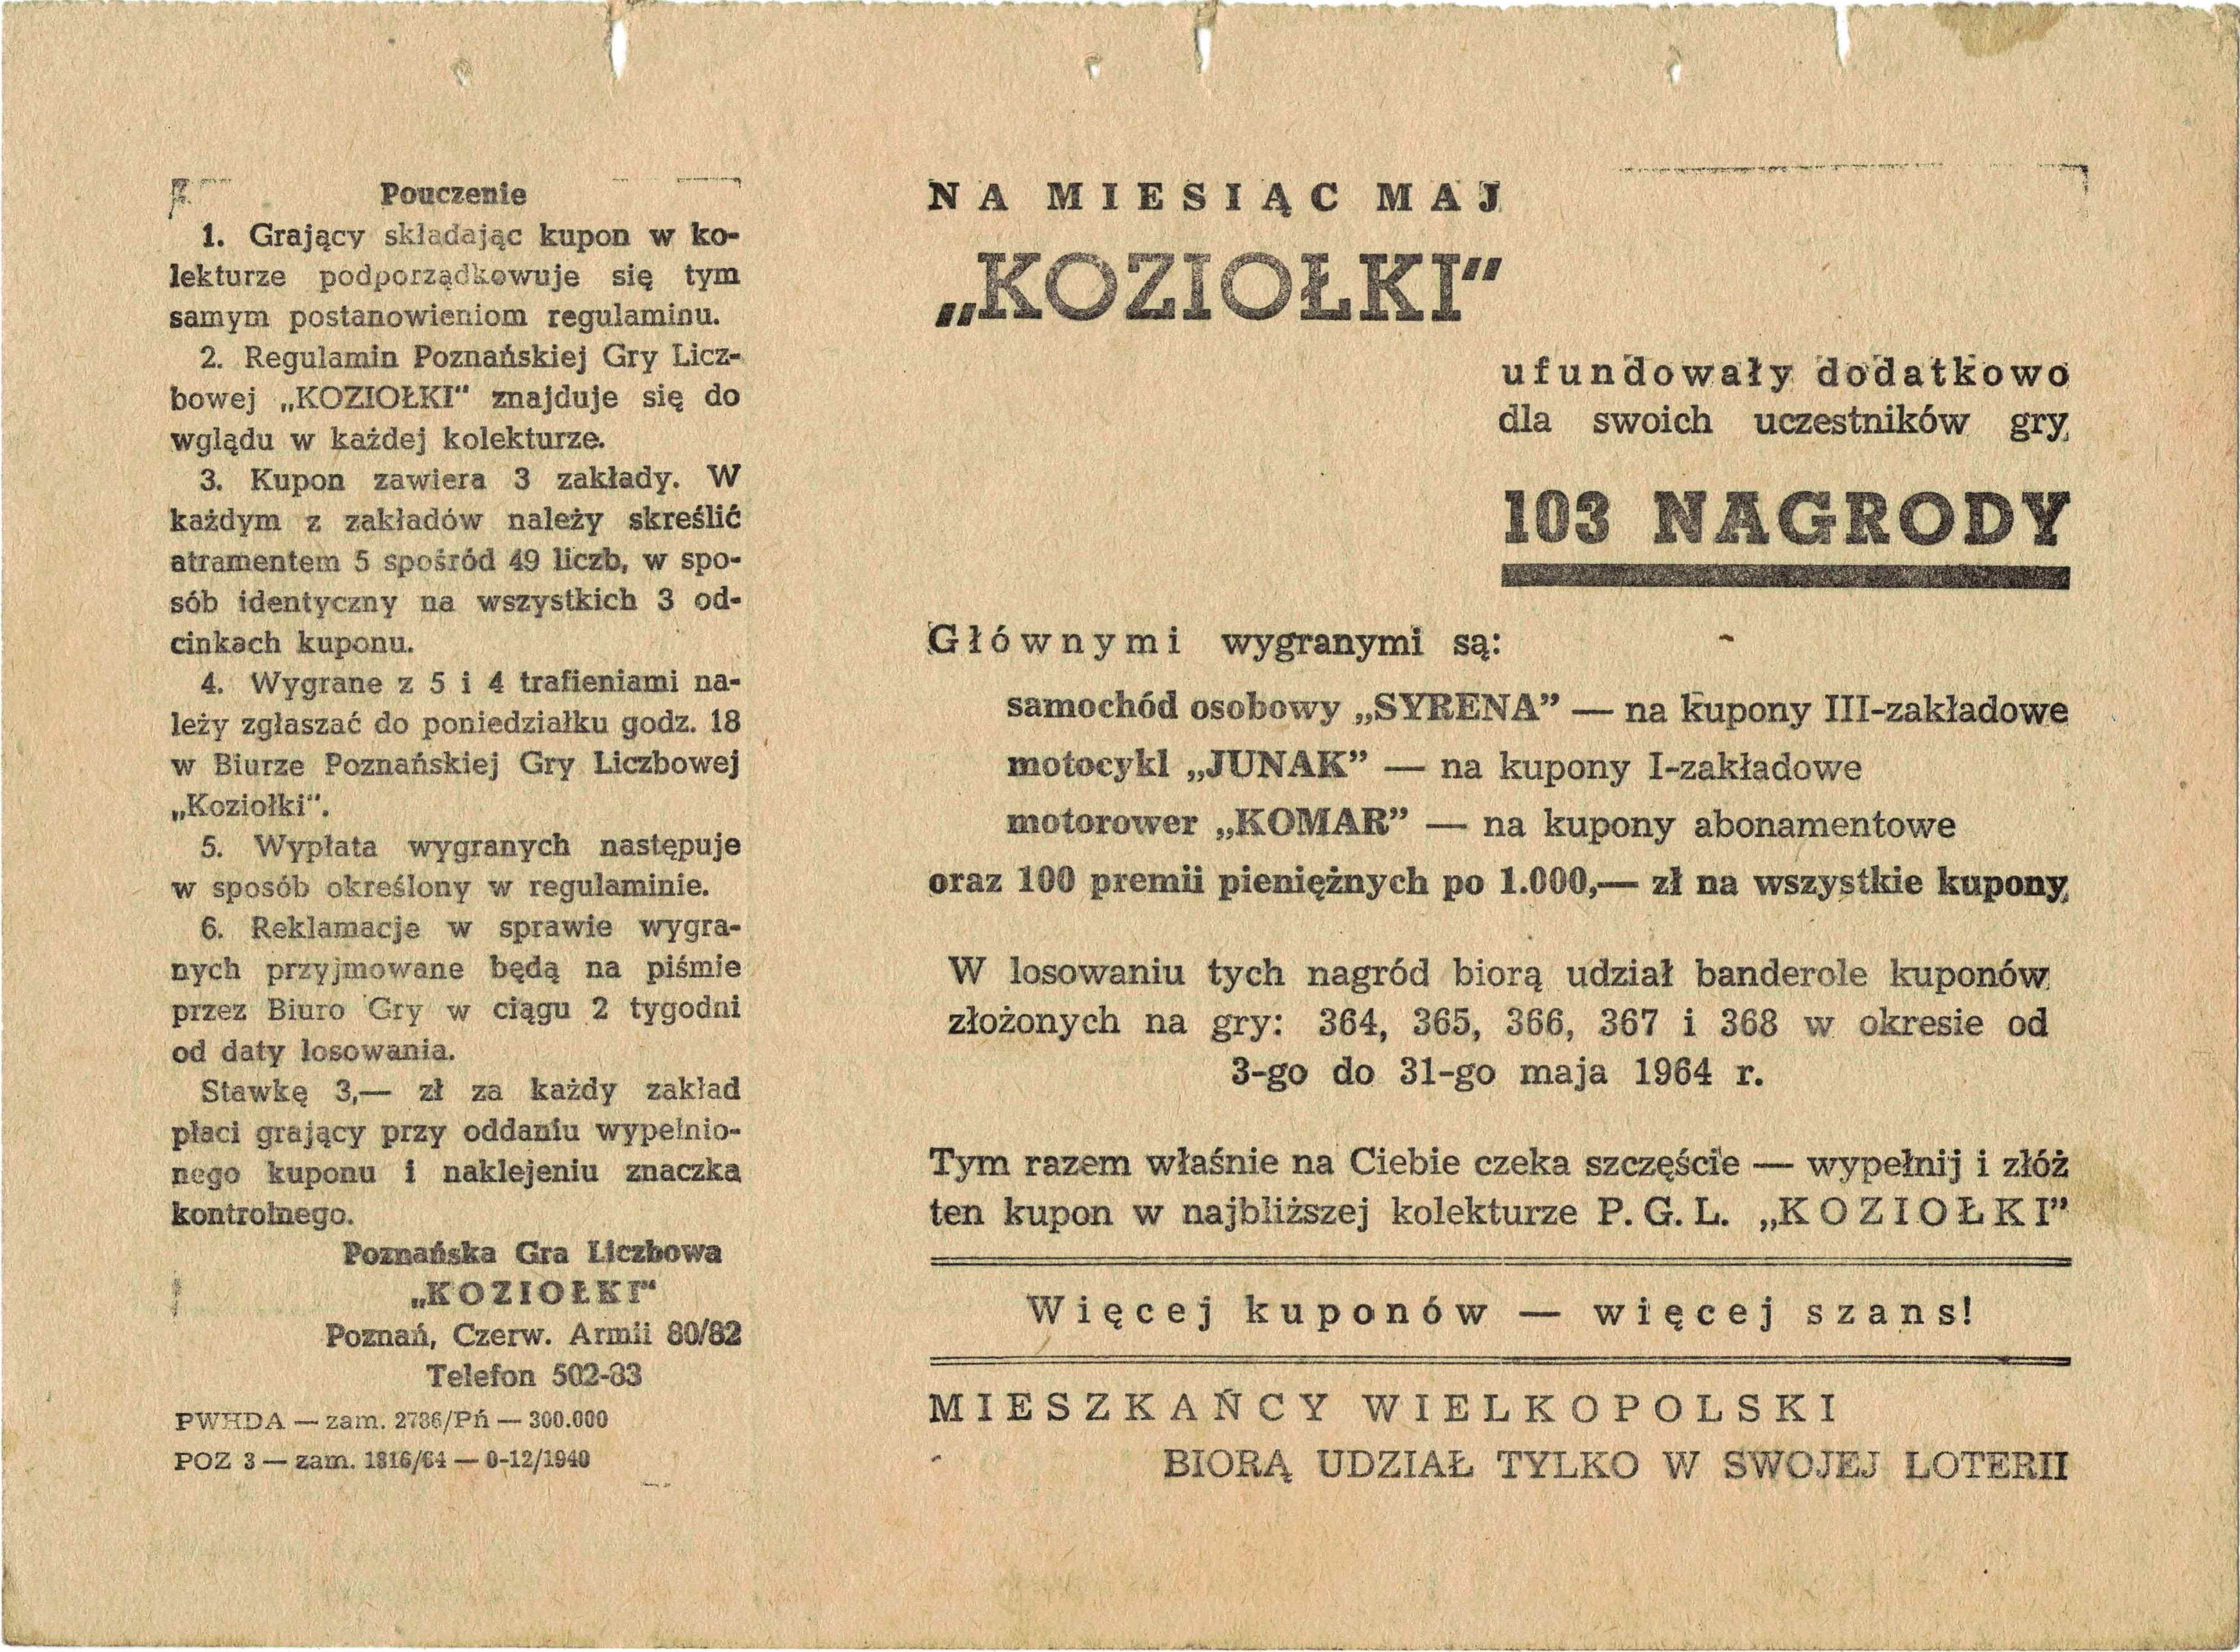 Pouczenie
1. Grający składając kupon w ko-
lekturze podporządkowuje się tym
samym postanowieniom regulaminu.
2. Regulamin Poznańskiej Gry Licz-
bowej „KOZIOŁKI" znajduje się do
wglądu w każdej kolekturze.
3. Kupon zawiera 3 zakłady. W
każdym z zakładów należy skreślić
atramentem 5 spośród 49 liczb, w spo-
sób identyczny na wszystkich 3 od-
cinkach kuponu.
4. Wygrane z 5 i 4 trafieniami na-
leży zgłaszać do poniedziałku godz. 18
w Biurze Poznańskiej Gry Liczbowej
„Koziołki".
5. Wypłata wygranych następuje
w sposób określony w regulaminie.
6. Reklamacje w sprawie wygra-
nych przyjmowane będą na piśmie
przez Biuro Gry w ciągu 2 tygodni
od daty losowania.
Stawkę 3,— zł za każdy zakład
płaci grający przy oddaniu wypełnio-
nego kuponu i naklejeniu znaczka
kontrolnego.
Poznańska Gra Liczbowa
„KOZIOŁKI"
Poznań, Czerw. Armii 80/82
Telefon 502-83
PWHDA — zam. 2786/Pń — 300.000
POZ 3 — zam. 1816/64 — 0-12/1940
NA MIESIĄC MAJ
„KOZIOŁKI"
ufundowały dodatkowo
dla swoich uczestników gry
103 NAGRODY
Głównymi wygranymi są:
samochód osobowy „SYRENA” — na kupony III-zakładowe
motocykl „JUNAK” — na kupony I-zakładowe
motorower „KOMAR” — na kupony abonamentowe
oraz 100 premii pieniężnych po 1.000,— zł na wszystkie kupony
W losowaniu tych nagród biorą udział banderole kuponów
złożonych na gry: 364, 365, 366, 367 i 368 w okresie od
3-go do 31-go maja 1964 r.
Tym razem właśnie na Ciebie czeka szczęście — wypełnij i złóż
ten kupon w najbliższej kolekturze P. G. L. „KOZIOŁKI”
Więcej kuponów — więcej szans!
MIESZKAŃCY WIELKOPOLSKI
BIORĄ UDZIAŁ TYLKO W SWOJEJ LOTERII